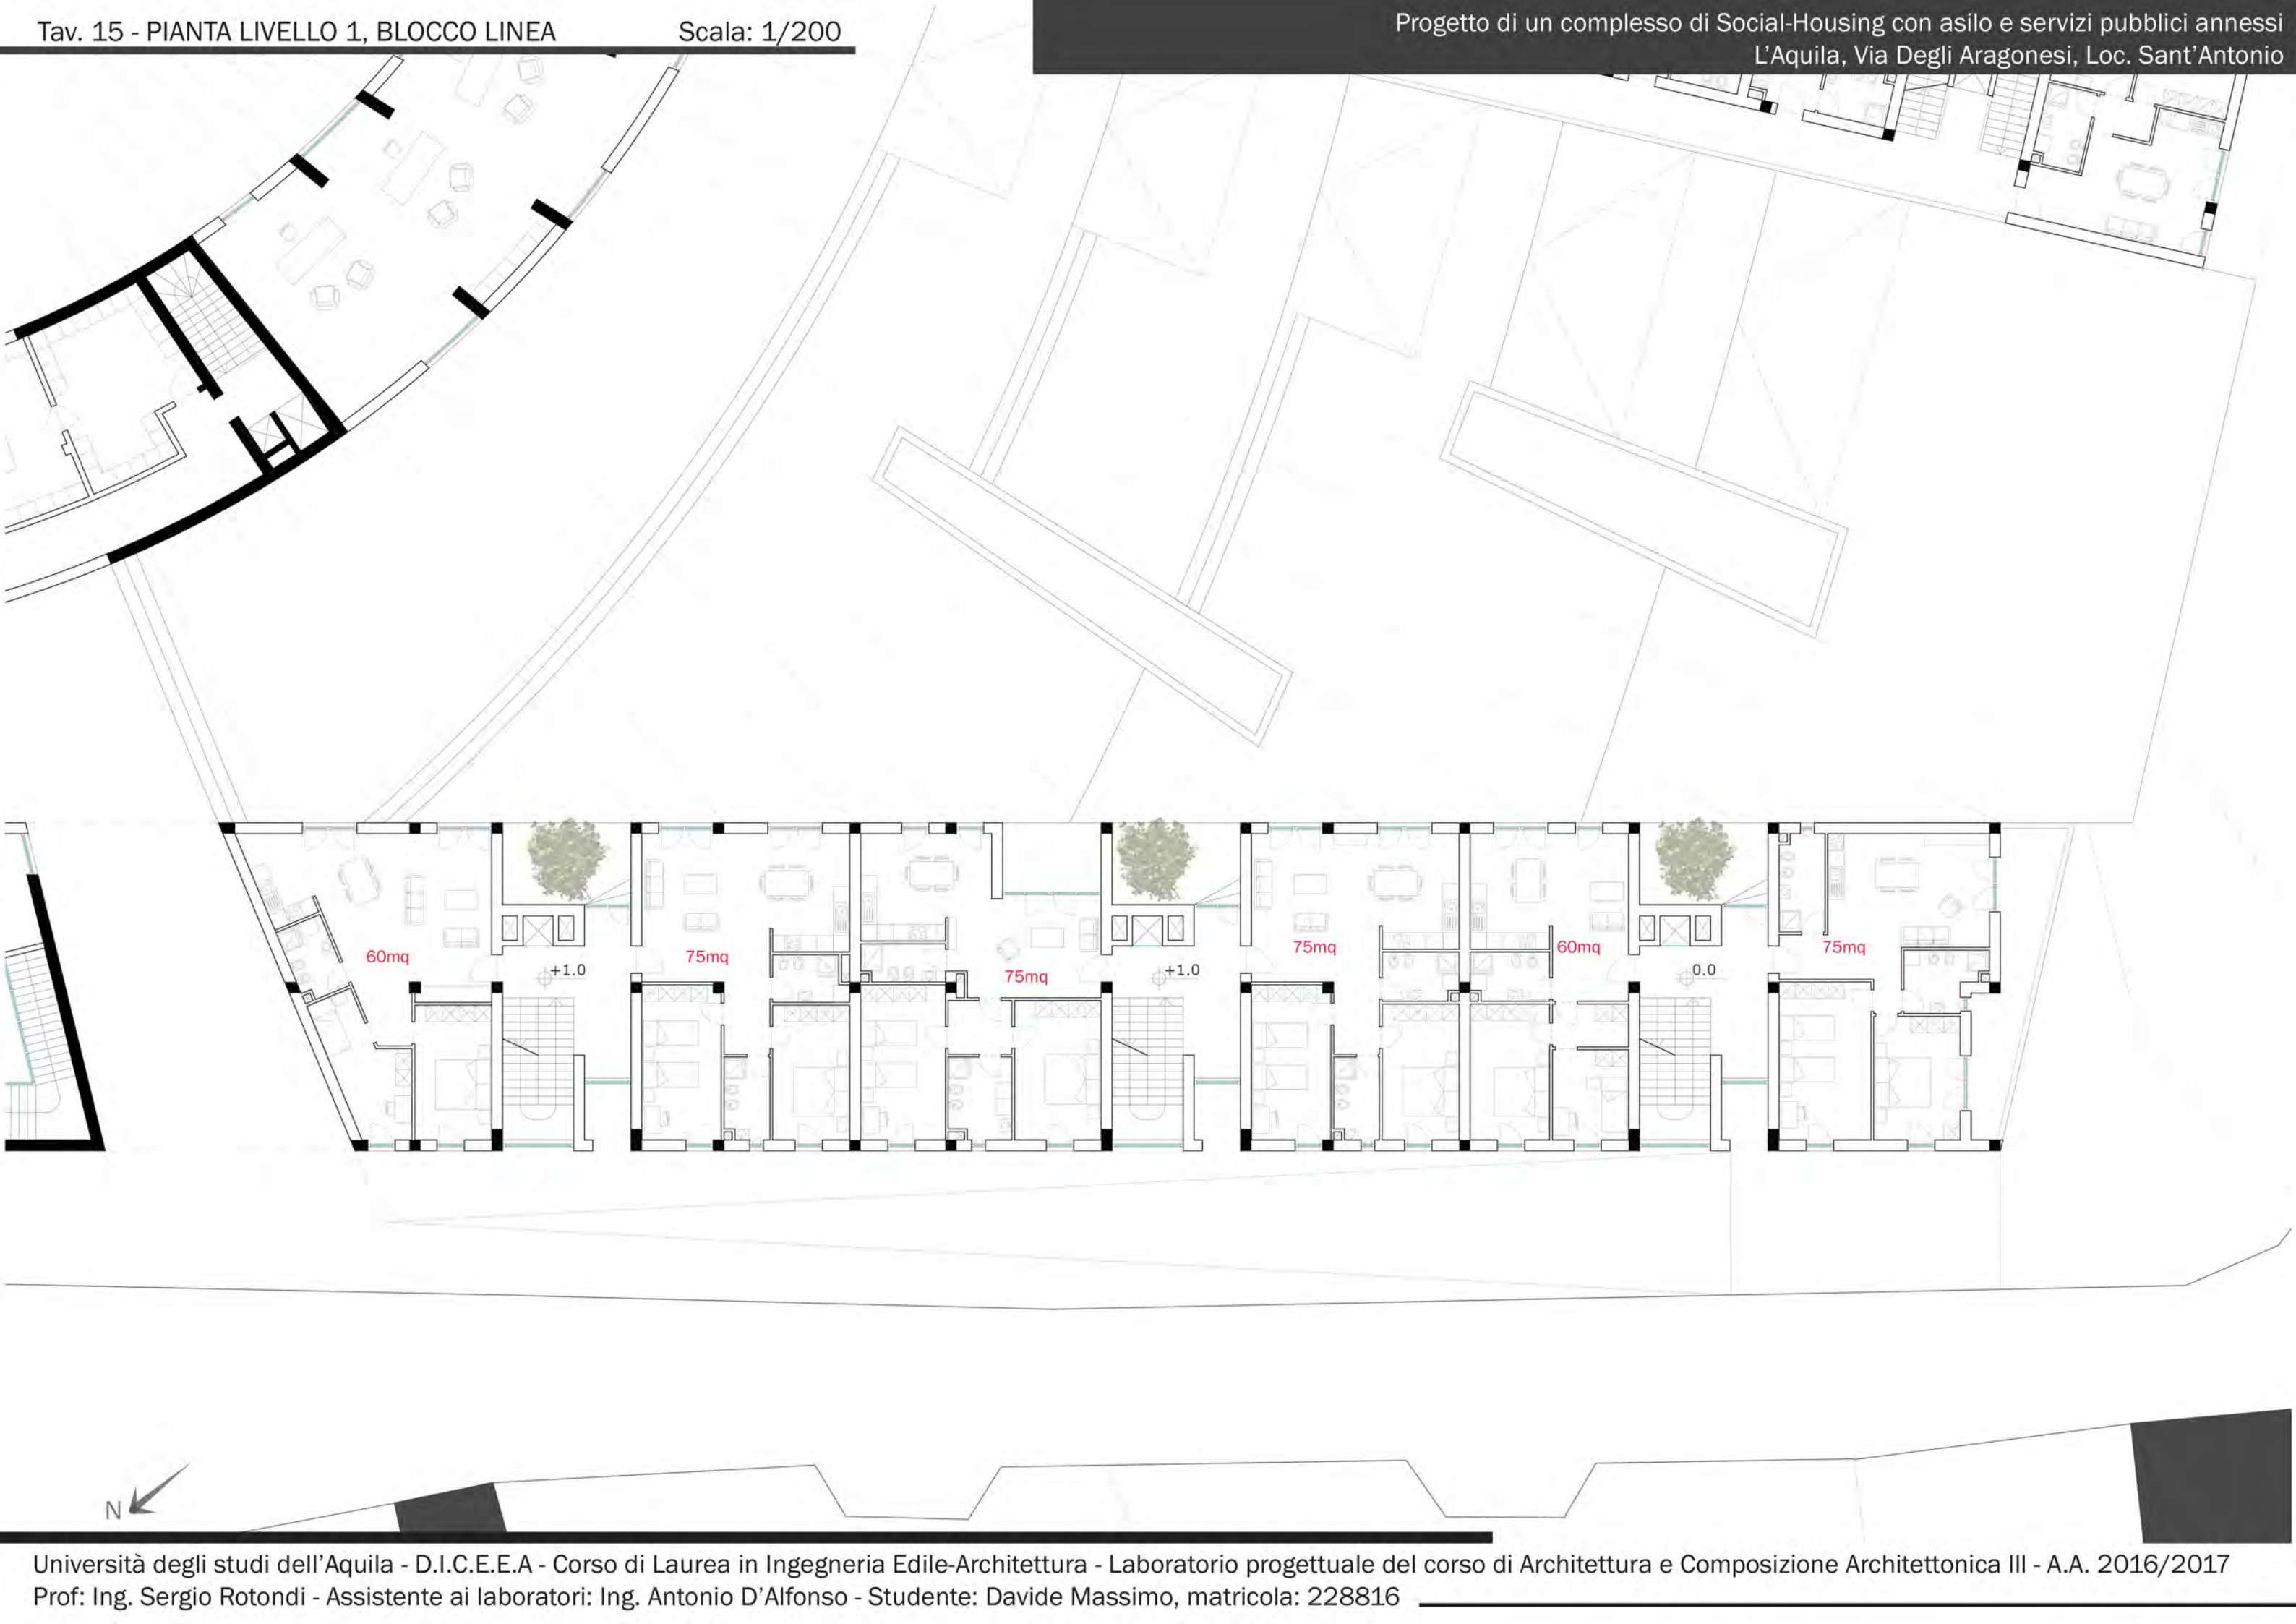 Tav. 15 - PIANTA LIVELLO 1, BLOCCO LINEA
Scala: 1/200
Progetto di un complesso di Social-Housing con asilo e servizi pubblici annessi
L'Aquila, Via Degli Aragonesi, Loc. Sant'Antonio
60mq
+1.0
75mq
75mq
+1.0
75mq
60mq
0.0
75mq
N
Università degli studi dell'Aquila - D.I.C.E.E.A - Corso di Laurea in Ingegneria Edile-Architettura - Laboratorio progettuale del corso di Architettura e Composizione Architettonica III - A.A. 2016/2017
Prof: Ing. Sergio Rotondi - Assistente ai laboratori: Ing. Antonio D'Alfonso - Studente: Davide Massimo, matricola: 228816